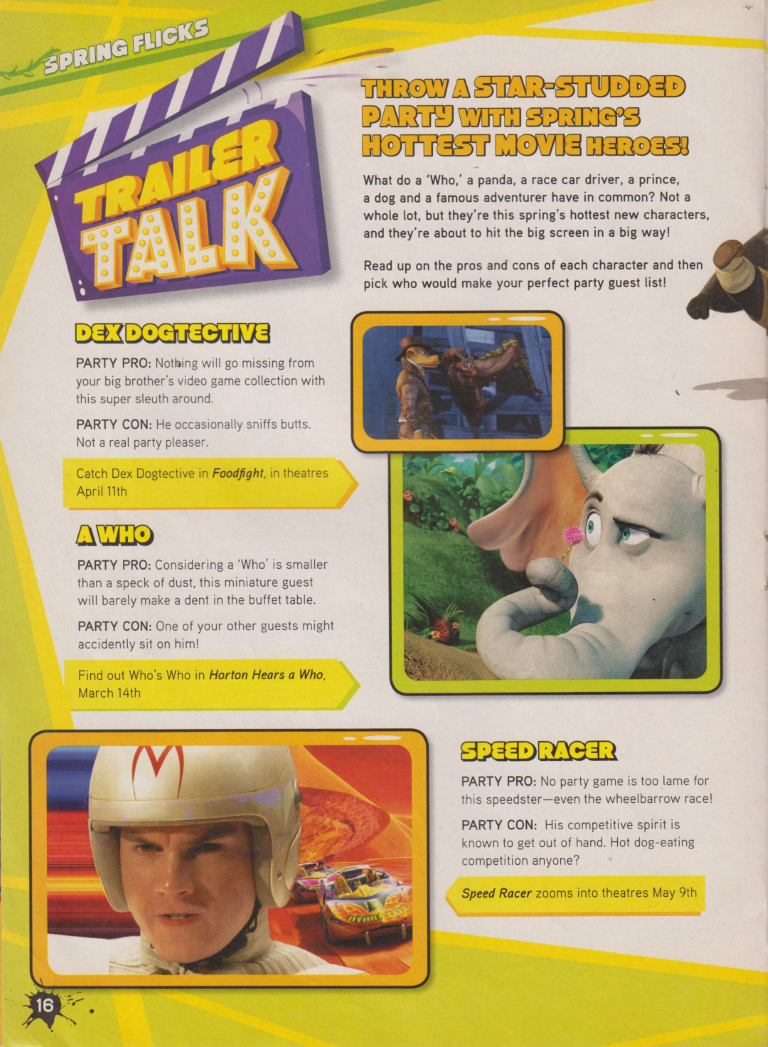 SPRING FLICKS
TRAILER
TALK
THROW A STAR-STUDDED
PARTY WITH SPRING'S
HOTTEST MOVIE HEROES!
What do a 'Who,' a panda, a race car driver, a prince,
a dog and a famous adventurer have in common? Not a
whole lot, but they're this spring's hottest new characters,
and they're about to hit the big screen in a big way!
Read up on the pros and cons of each character and then
pick who would make your perfect party guest list!
DEX DOGTECTIVE
PARTY PRO: Nothing will go missing from
your big brother's video game collection with
this super sleuth around.
PARTY CON: He occasionally sniffs butts.
Not a real party pleaser.
Catch Dex Dogtective in Foodfight, in theatres
April 11th
A WHO
PARTY PRO: Considering a 'Who' is smaller
than a speck of dust, this miniature guest
will barely make a dent in the buffet table.
PARTY CON: One of your other guests might
accidently sit on him!
Find out Who's Who in Horton Hears a Who,
March 14th
M
SPEED RACER
PARTY PRO: No party game is too lame for
this speedster—even the wheelbarrow race!
PARTY CON: His competitive spirit is
known to get out of hand. Hot dog-eating
competition anyone?
Speed Racer zooms into theatres May 9th
16